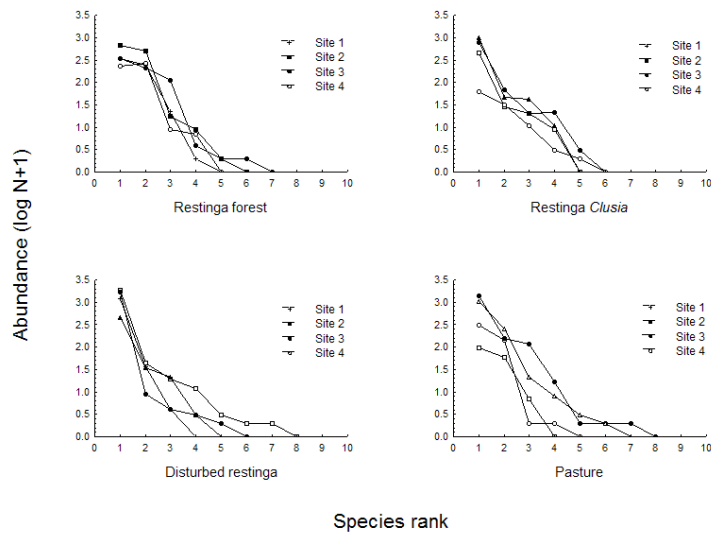 Abundance (log N+1)
3.5
3.0
2.5
2.0
1.5
1.0
0.5
0.0
0 1 2 3 4 5 6 7 8 9 10
Site 1
Site 2
Site 3
Site 4
Restinga forest
3.5
3.0
2.5
2.0
1.5
1.0
0.5
0.0
0 1 2 3 4 5 6 7 8 9 10
Site 1
Site 2
Site 3
Site 4
Restinga Clusia
3.5
3.0
2.5
2.0
1.5
1.0
0.5
0.0
0 1 2 3 4 5 6 7 8 9 10
Site 1
Site 2
Site 3
Site 4
Disturbed restinga
3.5
3.0
2.5
2.0
1.5
1.0
0.5
0.0
0 1 2 3 4 5 6 7 8 9 10
Site 1
Site 2
Site 3
Site 4
Pasture
Species rank